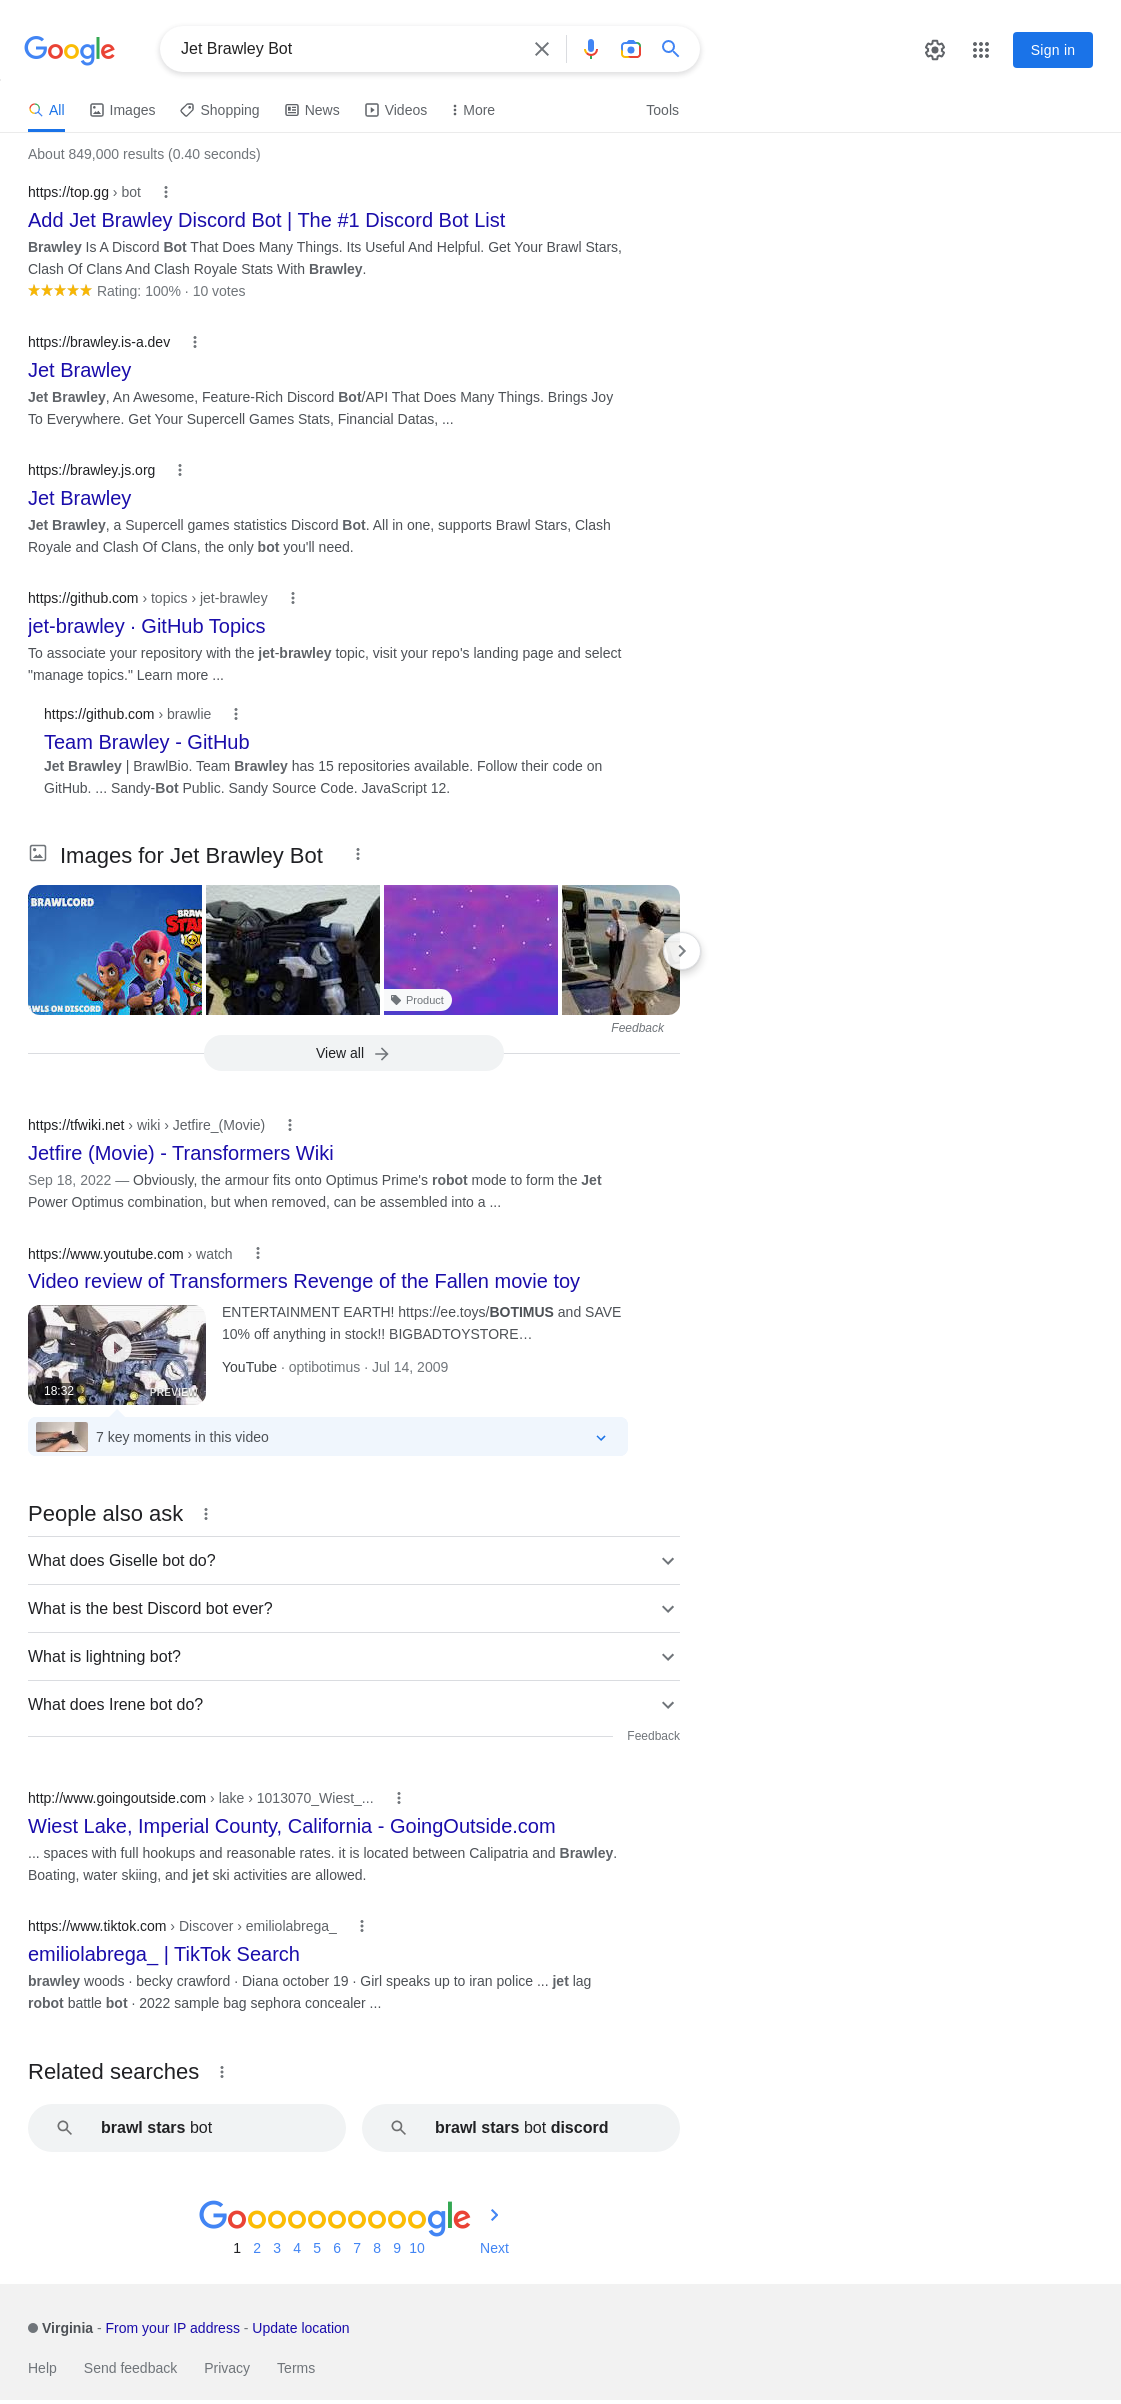 Google
Jet Brawley Bot
Sign in
All
Images
Shopping
News
Videos
More
Tools
About 849,000 results (0.40 seconds)
https://top.gg › bot
Add Jet Brawley Discord Bot | The #1 Discord Bot List
Brawley Is A Discord Bot That Does Many Things. Its Useful And Helpful. Get Your Brawl Stars,
Clash Of Clans And Clash Royale Stats With Brawley.
Rating: 100% · 10 votes
https://brawley.is-a.dev
Jet Brawley
Jet Brawley, An Awesome, Feature-Rich Discord Bot/API That Does Many Things. Brings Joy
To Everywhere. Get Your Supercell Games Stats, Financial Datas, ...
https://brawley.js.org
Jet Brawley
Jet Brawley, a Supercell games statistics Discord Bot. All in one, supports Brawl Stars, Clash
Royale and Clash Of Clans, the only bot you'll need.
https://github.com › topics › jet-brawley
jet-brawley · GitHub Topics
To associate your repository with the jet-brawley topic, visit your repo's landing page and select
"manage topics." Learn more ...
https://github.com › brawlie
Team Brawley - GitHub
Jet Brawley | BrawlBio. Team Brawley has 15 repositories available. Follow their code on
GitHub. ... Sandy-Bot Public. Sandy Source Code. JavaScript 12.
Images for Jet Brawley Bot
BRAWLCORD
BRAW
STA
AWLS ON DISCORD
Product
Feedback
View all
https://tfwiki.net › wiki › Jetfire_(Movie)
Jetfire (Movie) - Transformers Wiki
Sep 18, 2022 — Obviously, the armour fits onto Optimus Prime's robot mode to form the Jet
Power Optimus combination, but when removed, can be assembled into a ...
https://www.youtube.com › watch
Video review of Transformers Revenge of the Fallen movie toy
ENTERTAINMENT EARTH! https://ee.toys/BOTIMUS and SAVE
10% off anything in stock!! BIGBADTOYSTORE…
YouTube · optibotimus · Jul 14, 2009
18:32
PREVIEW
7 key moments in this video
People also ask
What does Giselle bot do?
What is the best Discord bot ever?
What is lightning bot?
What does Irene bot do?
Feedback
http://www.goingoutside.com › lake › 1013070_Wiest_...
Wiest Lake, Imperial County, California - GoingOutside.com
... spaces with full hookups and reasonable rates. it is located between Calipatria and Brawley.
Boating, water skiing, and jet ski activities are allowed.
https://www.tiktok.com › Discover › emiliolabrega_
emiliolabrega_ | TikTok Search
brawley woods · becky crawford · Diana october 19 · Girl speaks up to iran police ... jet lag
robot battle bot · 2022 sample bag sephora concealer ...
Related searches
brawl stars bot
brawl stars bot discord
Goooooooooogle
1 2 3 4 5 6 7 8 9 10 Next
Virginia - From your IP address - Update location
Help Send feedback Privacy Terms